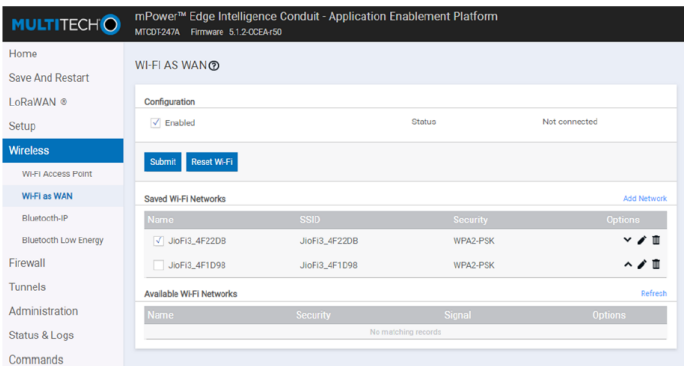 MULTITECH
mPower™ Edge Intelligence Conduit - Application Enablement Platform
MTCDT-247A Firmware 5.1.2-OCEA-r50
Home
Save And Restart
LoRaWAN ®
Setup
Wireless
Wi-Fi Access Point
Wi-Fi as WAN
Bluetooth-IP
Bluetooth Low Energy
Firewall
Tunnels
Administration
Status & Logs
Commands
WI-FI AS WAN
Configuration
Enabled Status Not connected
Submit Reset Wi-Fi
Saved Wi-Fi Networks Add Network
Name SSID Security Options
JioFi3_4F22DB JioFi3_4F22DB WPA2-PSK
JioFi3_4F1D98 JioFi3_4F1D98 WPA2-PSK
Available Wi-Fi Networks Refresh
Name Security Signal Options
No matching records